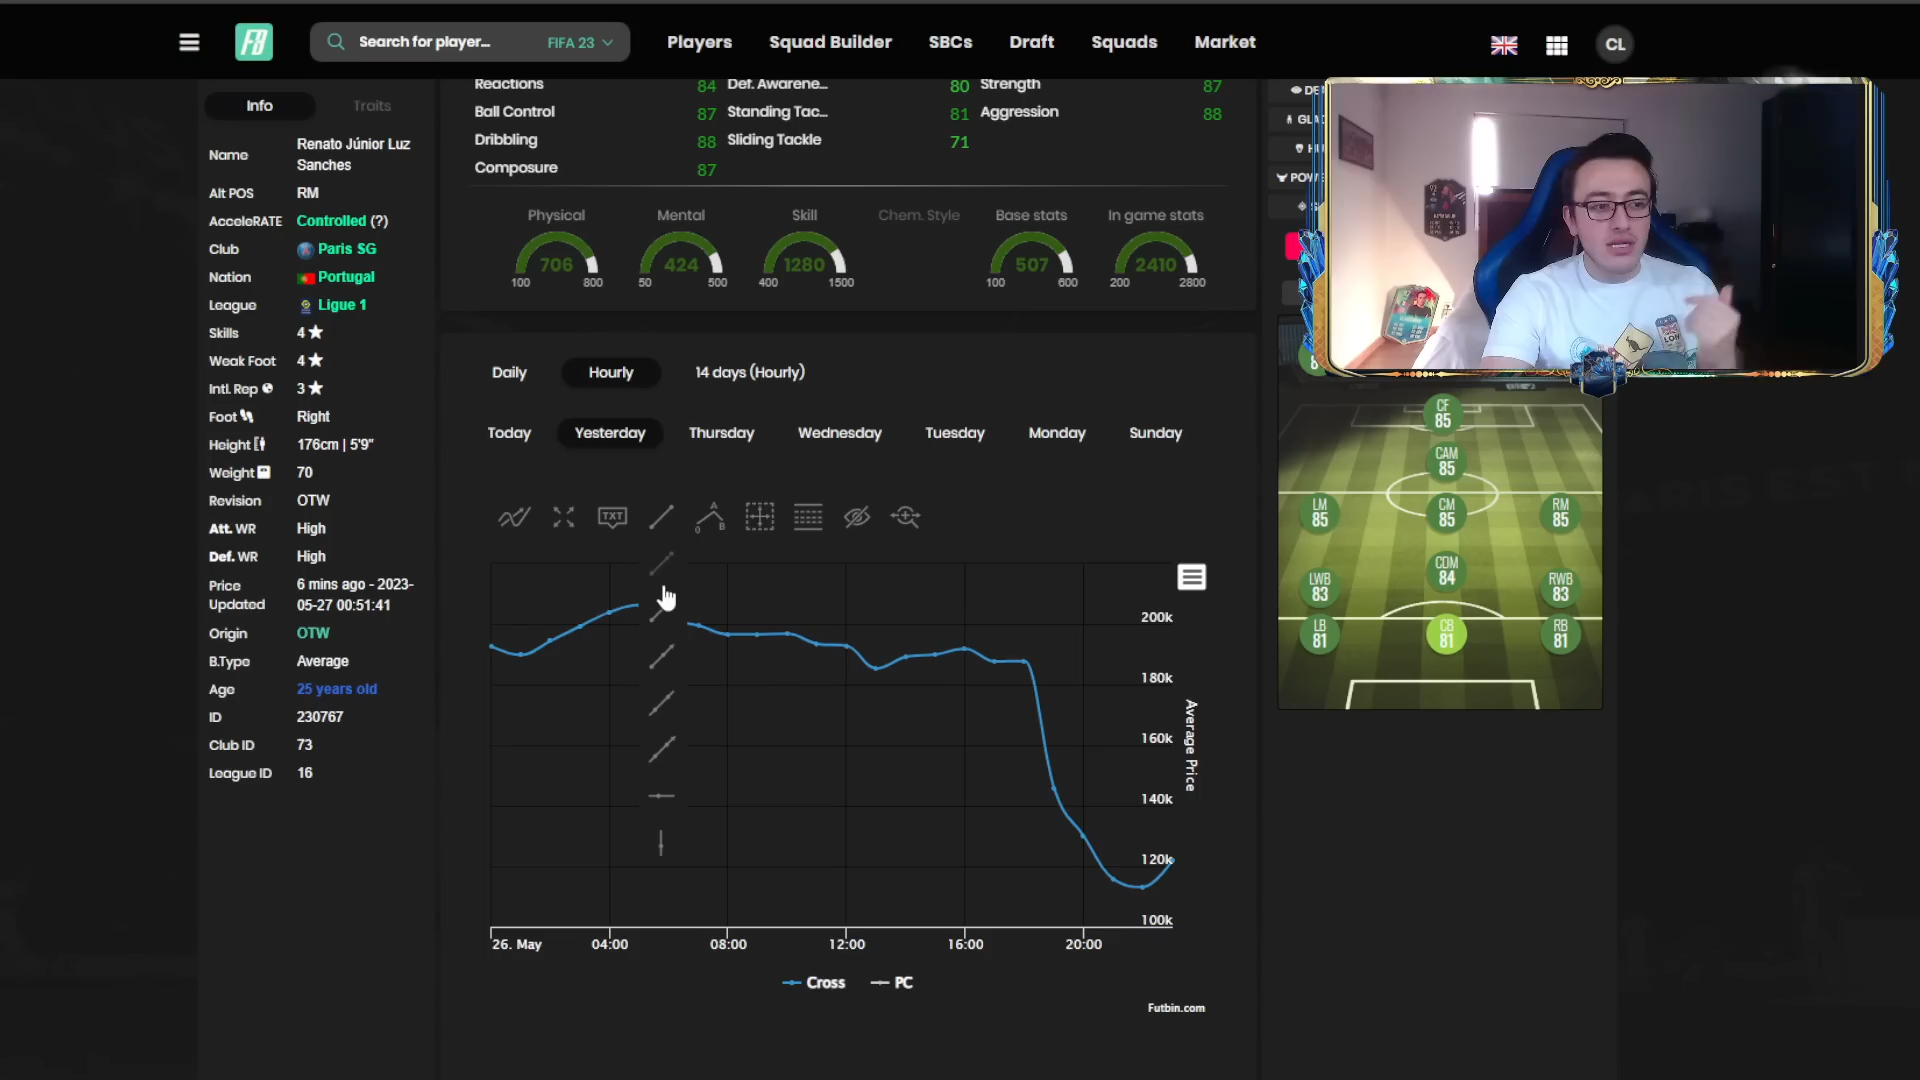 FB
Search for player...
FIFA 23
Players
Squad Builder
SBCs
Draft
Squads
Market
CL
Info
Traits
Name
Renato Júnior Luz
Sanches
Alt POS
RM
AcceleRATE
Controlled (?)
Club
Paris SG
Nation
Portugal
League
Ligue 1
Skills
4
Weak Foot
4
Intl. Rep
3
Foot
Right
Height
176cm | 5'9"
Weight
70
Revision
OTW
Att. WR
High
Def. WR
High
Price
Updated
6 mins ago - 2023-
05-27 00:51:41
Origin
OTW
B.Type
Average
Age
25 years old
ID
230767
Club ID
73
League ID
16
Reactions
84
Def. Awarene...
80
Strength
87
Ball Control
87
Standing Tac...
81
Aggression
88
Dribbling
88
Sliding Tackle
71
Composure
87
Physical
Mental
Skill
Chem. Style
Base stats
In game stats
706
424
1280
507
2410
100
800
50
500
400
1500
100
600
200
2800
Daily
Hourly
14 days (Hourly)
Today
Yesterday
Thursday
Wednesday
Tuesday
Monday
Sunday
TXT
0
A
B
200k
180k
160k
140k
120k
100k
Average Price
26. May
04:00
08:00
12:00
16:00
20:00
Cross
PC
Futbin.com
DE
GLA
HU
POW
CF
85
CAM
85
LM
85
CM
85
RM
85
CDM
84
LWB
83
RWB
83
LB
81
CB
81
RB
81